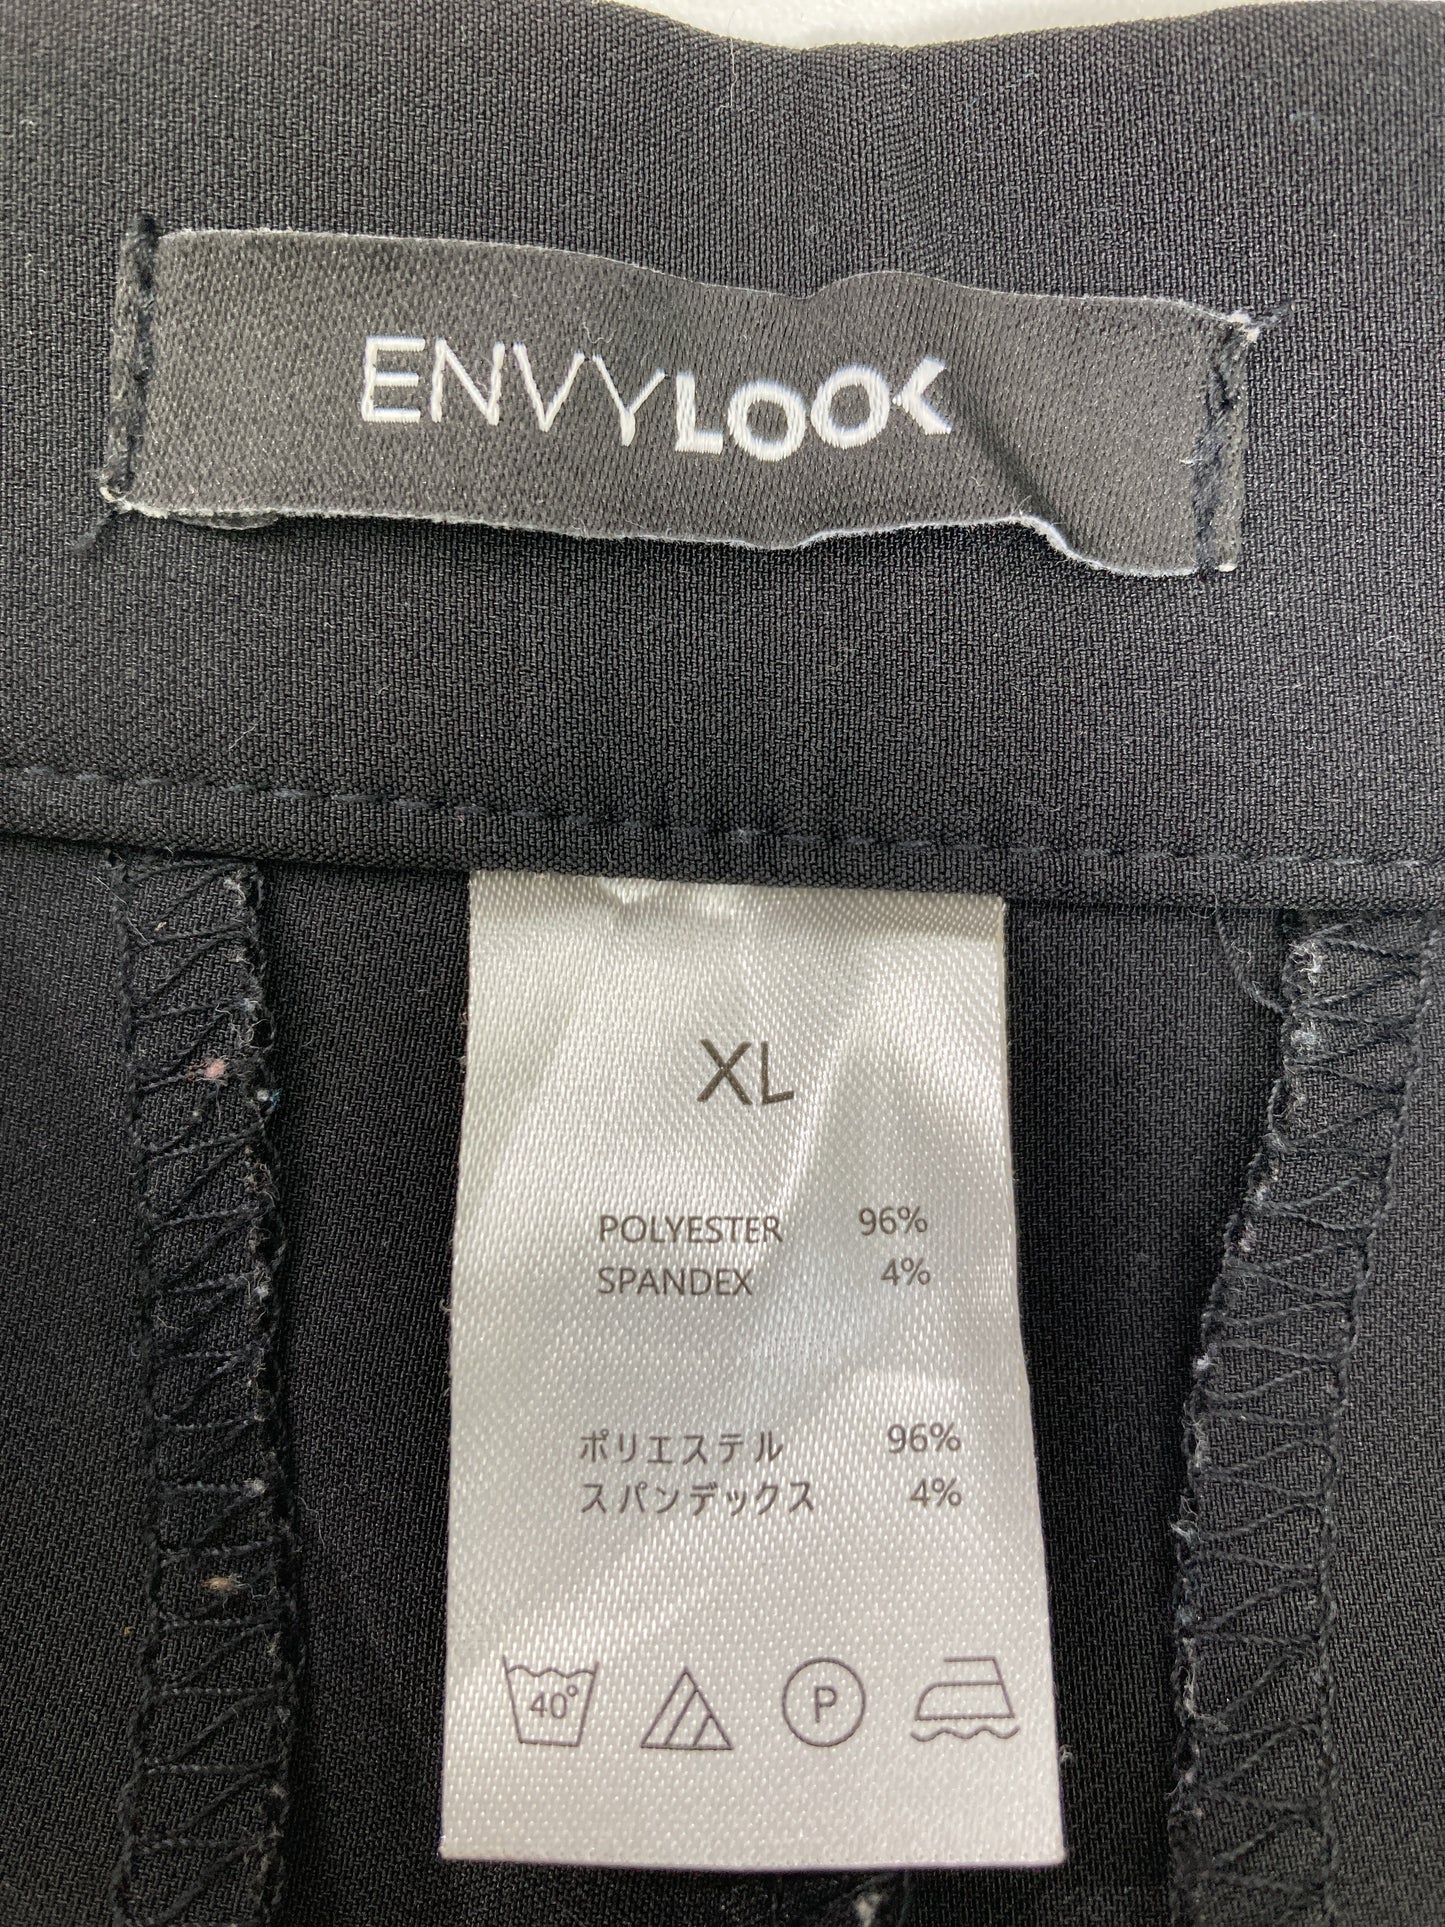 ENVYLOOK
XL
POLYESTER 96%
SPANDEX 4%
ポリエステル 96%
スパンデックス 4%
40°
P